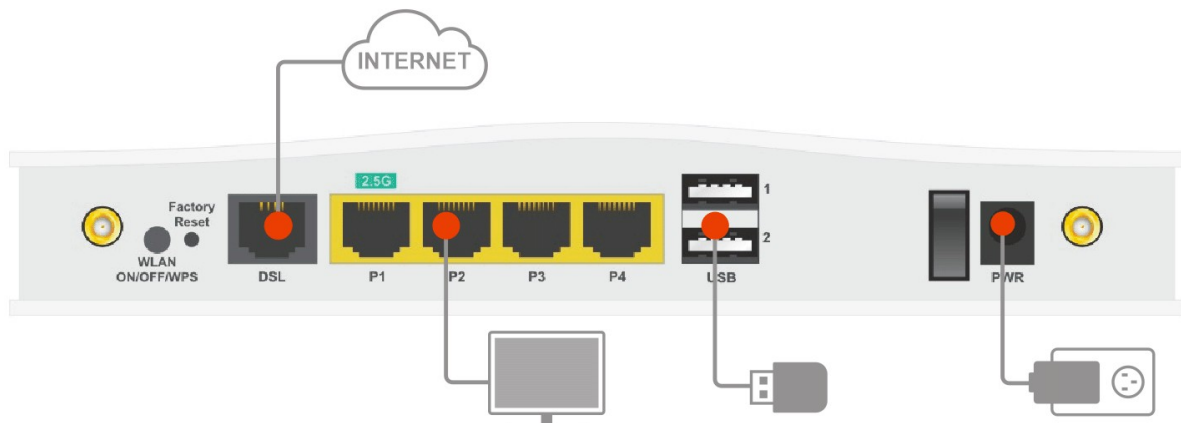 INTERNET
2.5G
Factory
Reset
WLAN
ON/OFF/WPS
DSL
P1
P2
P3
P4
1
2
USB
PWR